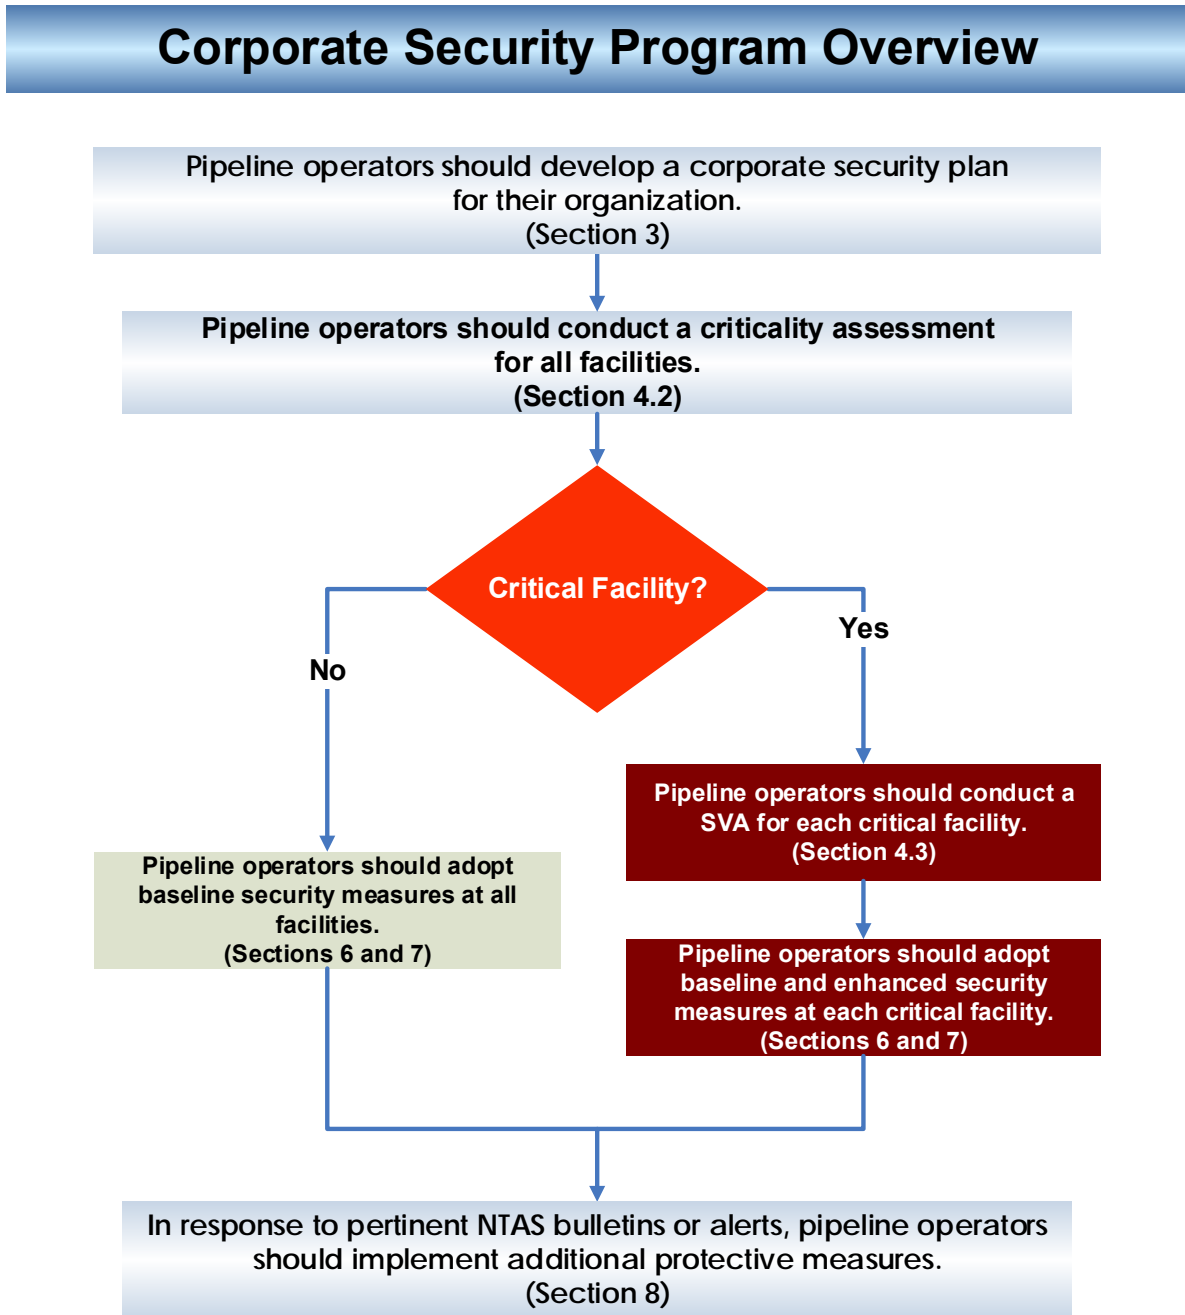 Corporate Security Program Overview
Pipeline operators should develop a corporate security plan
for their organization.
(Section 3)
Pipeline operators should conduct a criticality assessment
for all facilities.
(Section 4.2)
Critical Facility?
Yes
No
Pipeline operators should conduct a
SVA for each critical facility.
(Section 4.3)
Pipeline operators should adopt
baseline security measures at all
facilities.
(Sections 6 and 7)
Pipeline operators should adopt
baseline and enhanced security
measures at each critical facility.
(Sections 6 and 7)
In response to pertinent NTAS bulletins or alerts, pipeline operators
should implement additional protective measures.
(Section 8)